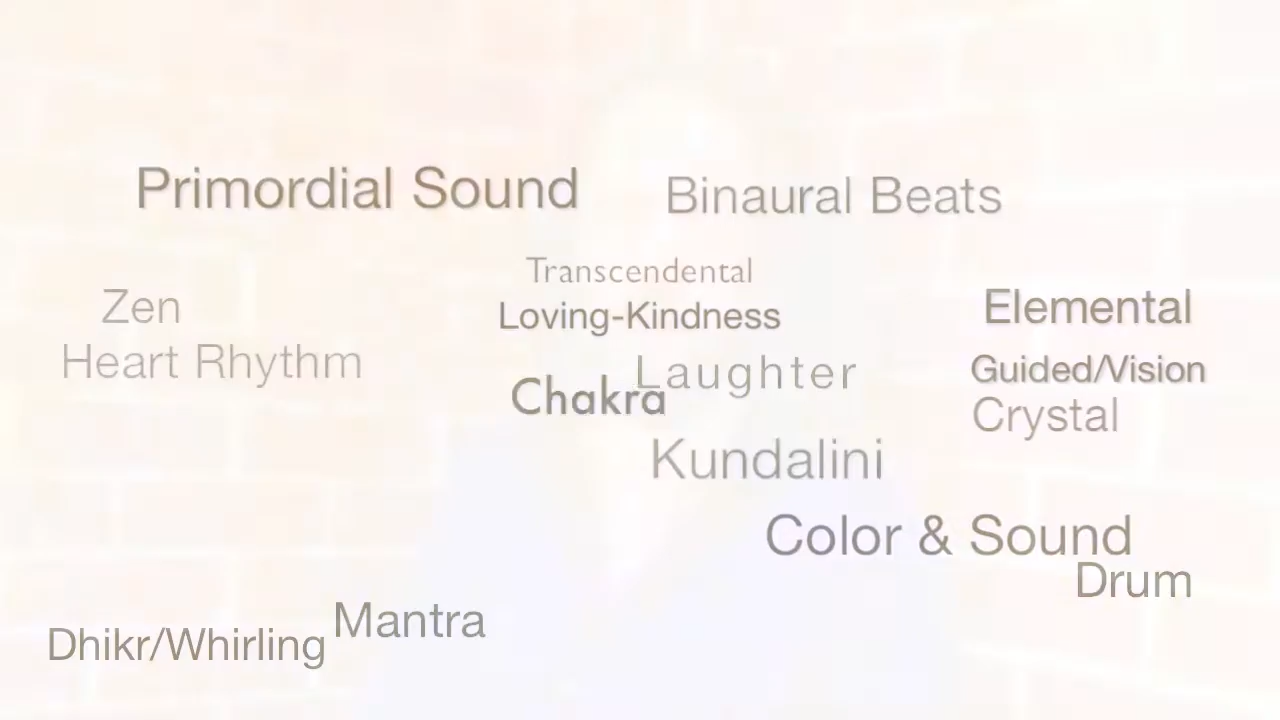 Primordial Sound
Binaural Beats
Transcendental
Zen
Loving-Kindness
Elemental
Heart Rhythm
Laughter
Guided/Vision
Chakra
Crystal
Kundalini
Color & Sound
Drum
Mantra
Dhikr/Whirling